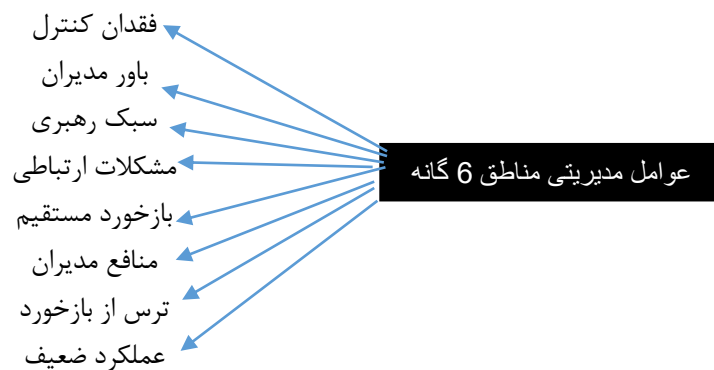 عوامل مدیریتی مناطق 6 گانه
فقدان کنترل
باور مدیران
سبک رهبری
مشکلات ارتباطی
بازخورد مستقیم
منافع مدیران
ترس از بازخورد
عملکرد ضعیف